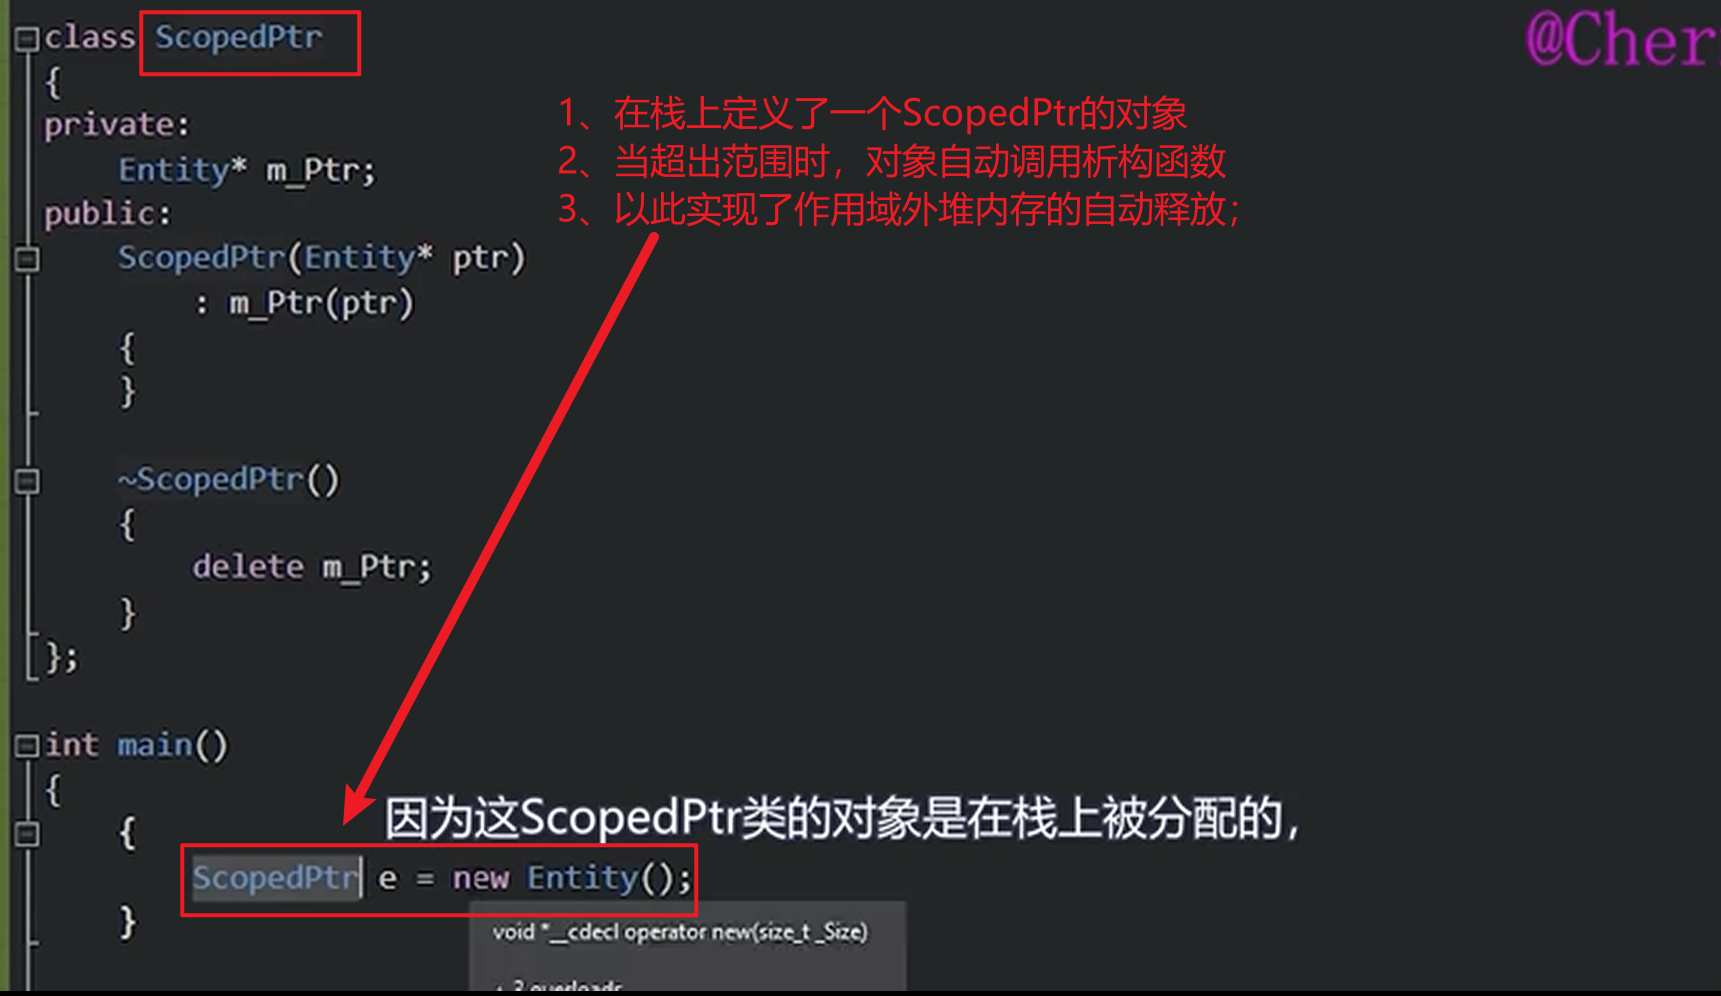 class ScopedPtr
@Cher
{
private:
1、在栈上定义了一个ScopedPtr的对象
2、当超出范围时，对象自动调用析构函数
Entity* m_Ptr;
public:
3、以此实现了作用域外堆内存的自动释放；
ScopedPtr(Entity* ptr)
: m_Ptr(ptr)
{
}
~ScopedPtr()
{
delete m_Ptr;
}
};
int main()
{
因为这ScopedPtr类的对象是在栈上被分配的，
{
ScopedPtr e = new Entity();
}
void *__cdecl operator new(size_t _Size)
+ 3 overloads